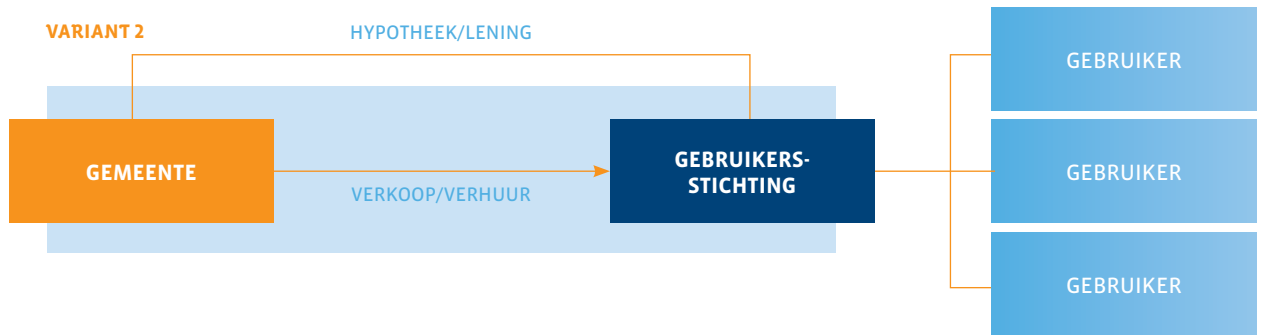 VARIANT 2
HYPOTHEEK/LENING
GEMEENTE
VERKOOP/VERHUUR
GEBRUIKERS-
STICHTING
GEBRUIKER
GEBRUIKER
GEBRUIKER